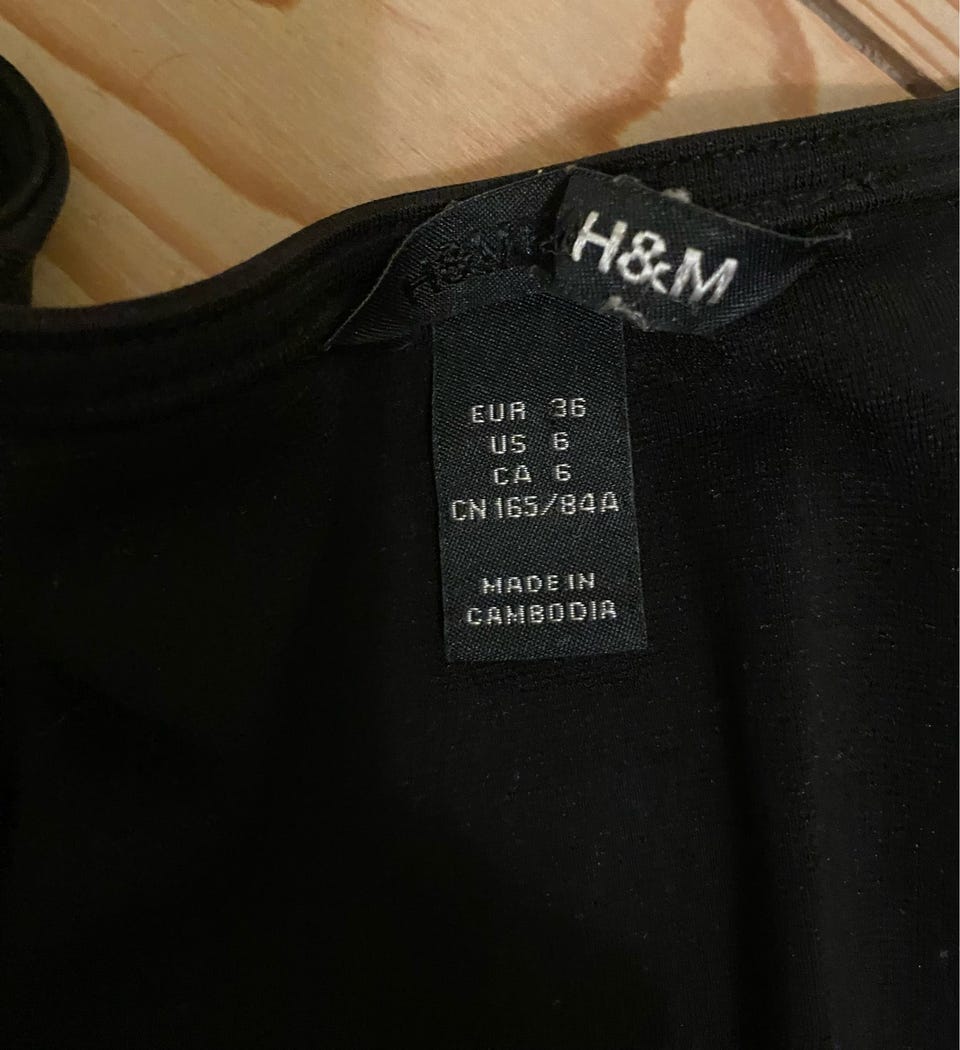 H&M
EUR 36
US 6
CA 6
CN 165/84A
MADE IN
CAMBODIA